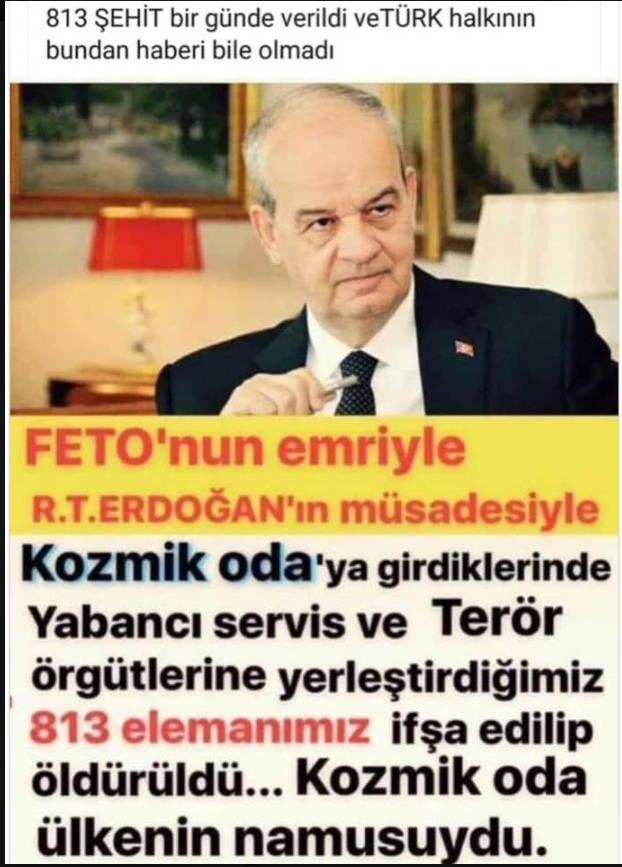 813 ŞEHİT bir günde verildi veTÜRK halkının
bundan haberi bile olmadı
FETO'nun emriyle
R.T.ERDOĞAN'ın müsadesiyle
Kozmik oda'ya girdiklerinde
Yabancı servis ve Terör
örgütlerine yerleştirdiğimiz
813 elemanımız ifşa edilip
öldürüldü... Kozmik oda
ülkenin namusuydu.